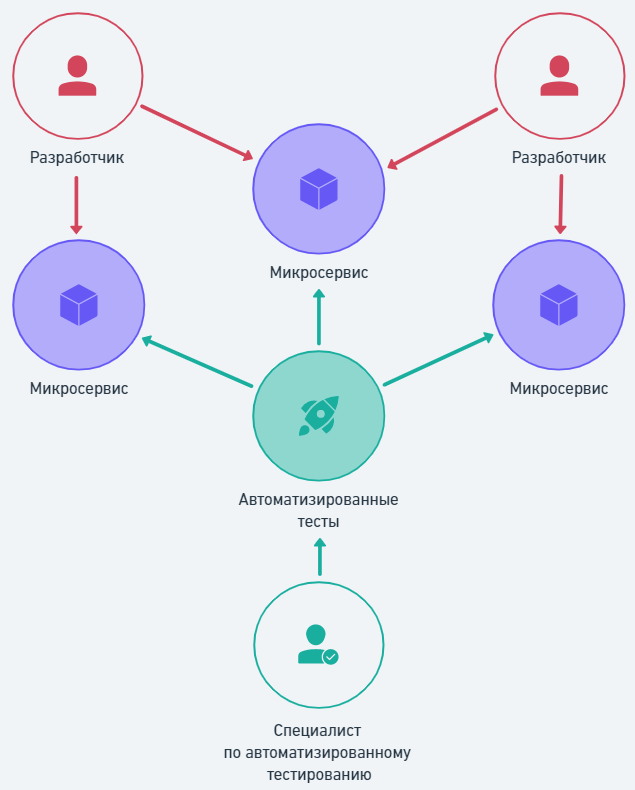 Разработчик
Разработчик
Микросервис
Микросервис
Микросервис
Автоматизированные
тесты
Специалист
по автоматизированному
тестированию